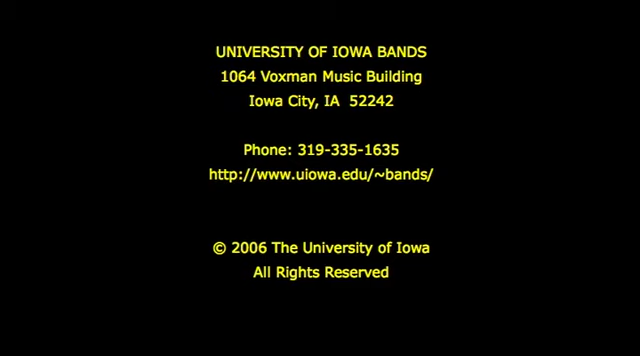 UNIVERSITY OF IOWA BANDS
1064 Voxman Music Building
Iowa City, IA  52242
Phone: 319-335-1635
http://www.uiowa.edu/~bands/
© 2006 The University of Iowa
All Rights Reserved